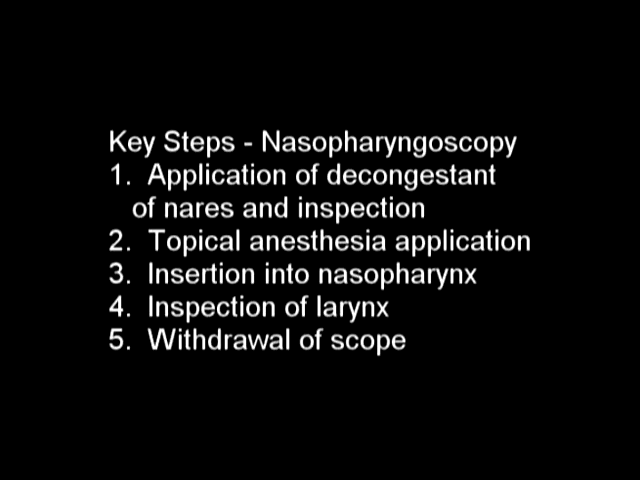 Key Steps - Nasopharyngoscopy
1. Application of decongestant
of nares and inspection
2. Topical anesthesia application
3. Insertion into nasopharynx
4. Inspection of larynx
5. Withdrawal of scope